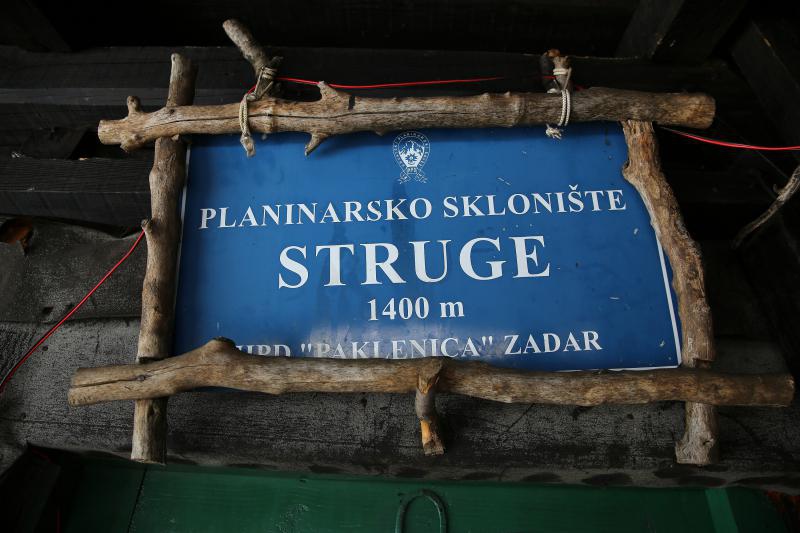 PLANINARSKO SKLONIŠTE
STRUGE
1400 m
"PAKLENICA" ZADAR